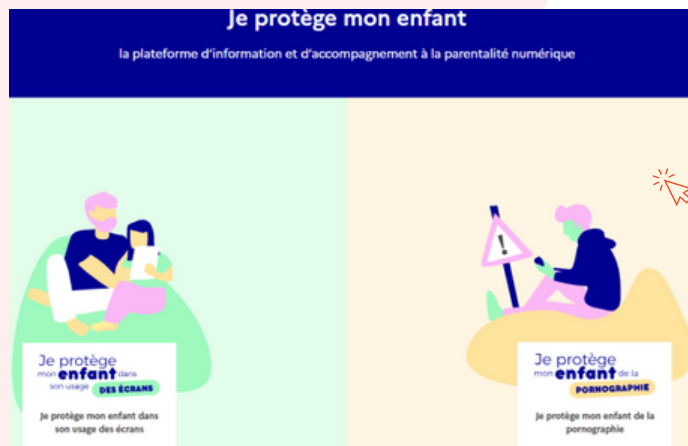 Je protège mon enfant
la plateforme d'information et d'accompagnement à la parentalité numérique
!
Je protège
mon enfant dans
son usage DES ÉCRANS
Je protège mon enfant dans
son usage des écrans
Je protège
mon enfant de la
PORNOGRAPHIE
Je protège mon enfant de la
pornographie